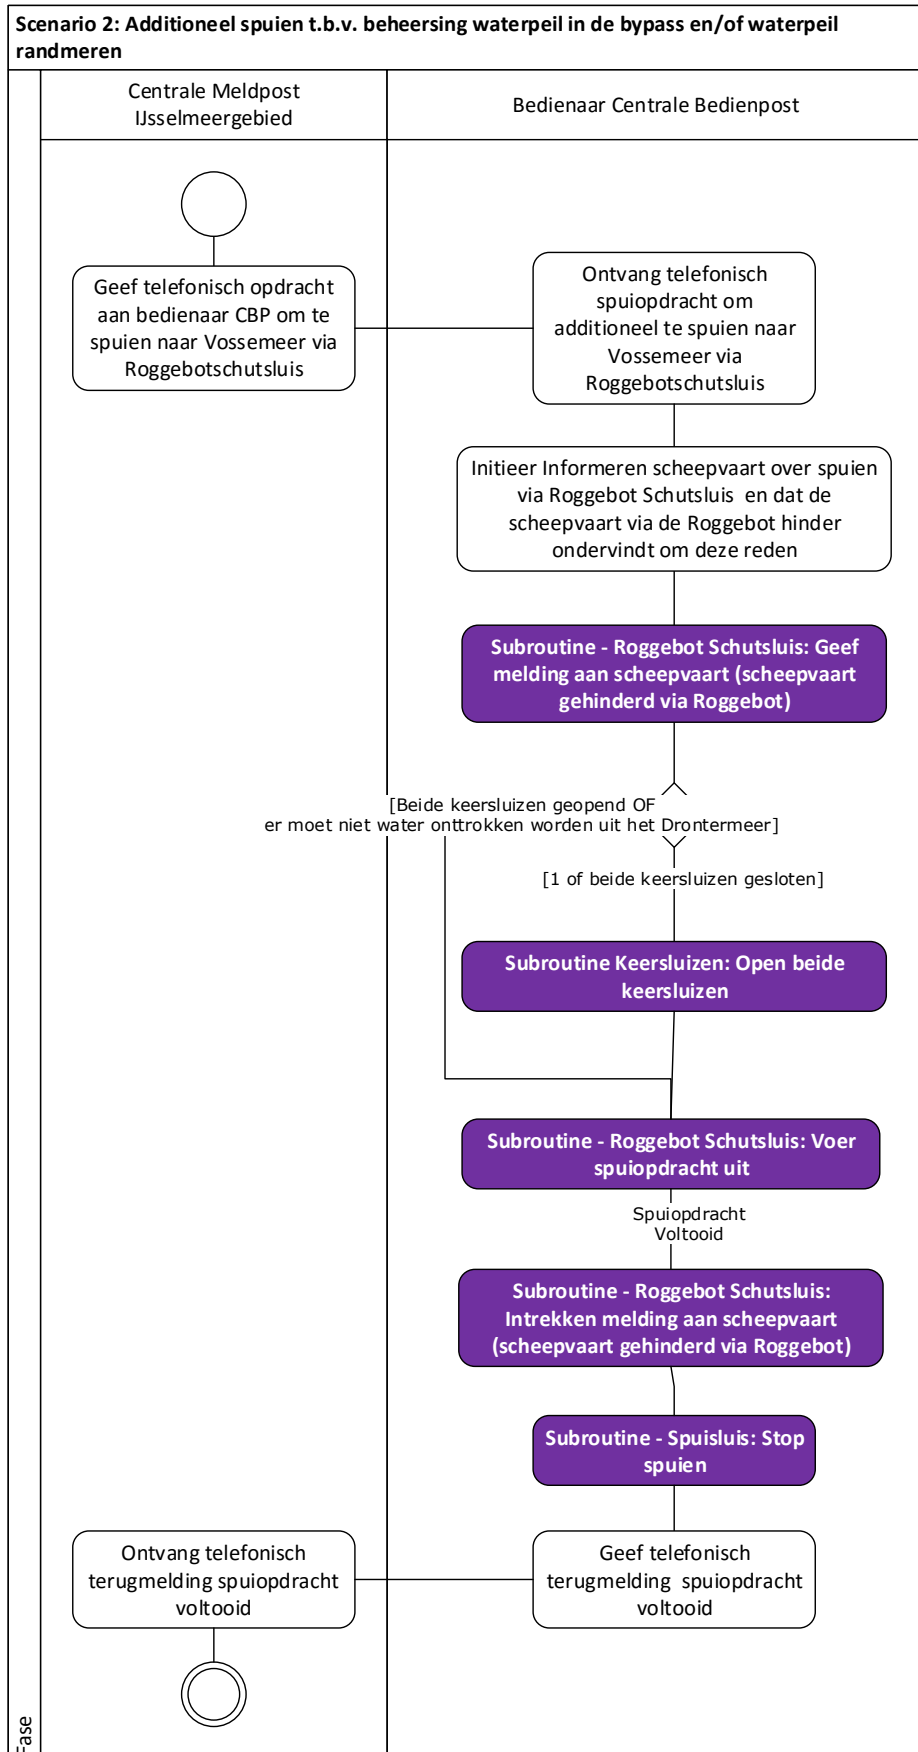 Scenario 2: Additioneel spuien t.b.v. beheersing waterpeil in de bypass en/of waterpeil
randmeren
Centrale Meldpost
IJsselmeergebied
Bedienaar Centrale Bedienpost
Geef telefonisch opdracht
aan bedienaar CBP om te
spuien naar Vossemeer via
Roggebotschutsluis
Ontvang telefonisch
spuiopdracht om
additioneel te spuien naar
Vossemeer via
Roggebotschutsluis
Initieer Informeren scheepvaart over spuien
via Roggebot Schutsluis en dat de
scheepvaart via de Roggebot hinder
ondervindt om deze reden
Subroutine - Roggebot Schutsluis: Geef
melding aan scheepvaart (scheepvaart
gehinderd via Roggebot)
[Beide keersluizen geopend OF
er moet niet water onttrokken worden uit het Drontermeer]
[1 of beide keersluizen gesloten]
Subroutine Keersluizen: Open beide
keersluizen
Subroutine - Roggebot Schutsluis: Voer
spuiopdracht uit
Spuiopdracht
Voltooid
Subroutine - Roggebot Schutsluis:
Intrekken melding aan scheepvaart
(scheepvaart gehinderd via Roggebot)
Subroutine - Spuisluis: Stop
spuien
Ontvang telefonisch
terugmelding spuiopdracht
voltooid
Geef telefonisch
terugmelding spuiopdracht
voltooid
Fase